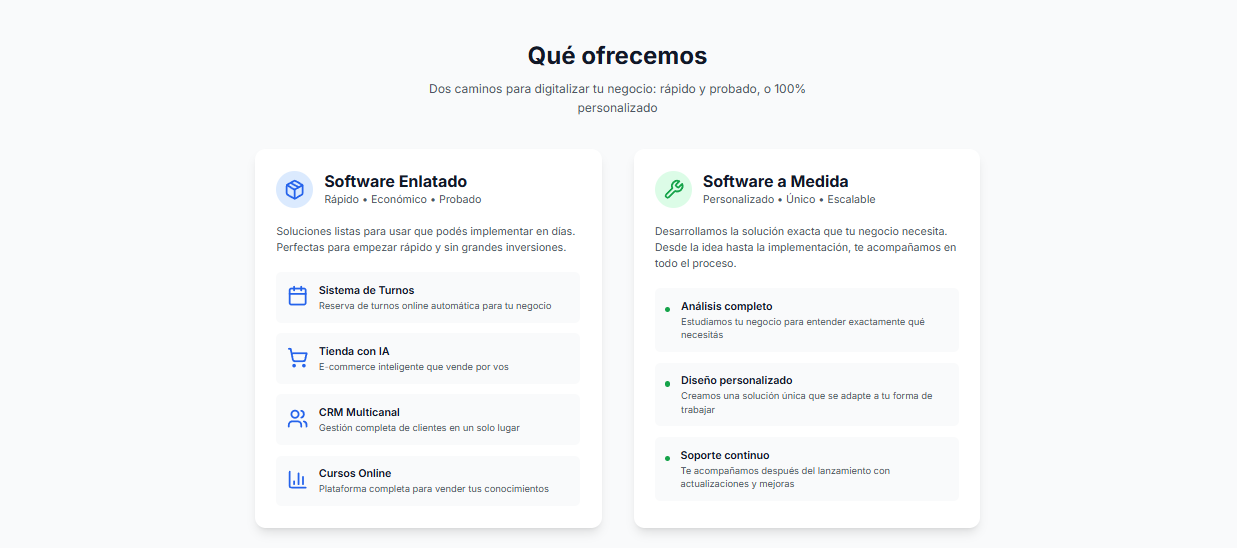 Qué ofrecemos
Dos caminos para digitalizar tu negocio: rápido y probado, o 100%
personalizado
Software Enlatado
Rápido • Económico • Probado
Soluciones listas para usar que podés implementar en días.
Perfectas para empezar rápido y sin grandes inversiones.
Sistema de Turnos
Reserva de turnos online automática para tu negocio
Tienda con IA
E-commerce inteligente que vende por vos
CRM Multicanal
Gestión completa de clientes en un solo lugar
Cursos Online
Plataforma completa para vender tus conocimientos
Software a Medida
Personalizado • Único • Escalable
Desarrollamos la solución exacta que tu negocio necesita.
Desde la idea hasta la implementación, te acompañamos en
todo el proceso.
Análisis completo
Estudiamos tu negocio para entender exactamente qué
necesitás
Diseño personalizado
Creamos una solución única que se adapte a tu forma de
trabajar
Soporte continuo
Te acompañamos después del lanzamiento con
actualizaciones y mejoras